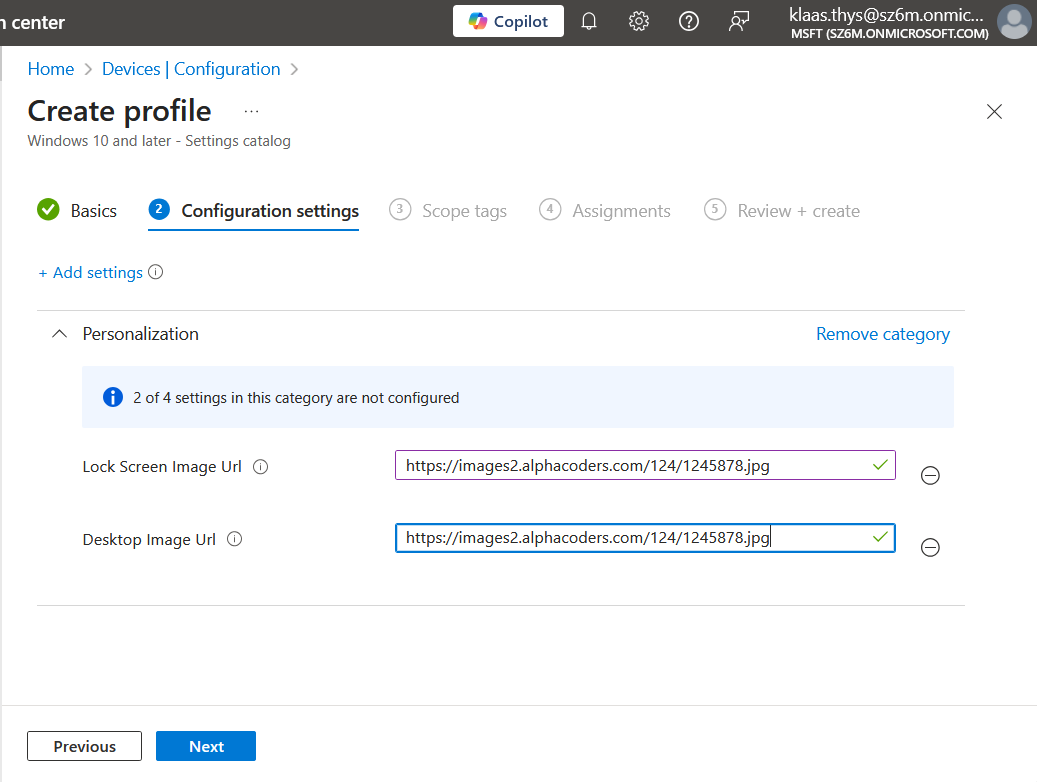 n center
Copilot
klaas.thys@sz6m.onmic...
MSFT (SZ6M.ONMICROSOFT.COM)
Home > Devices | Configuration >
Create profile ...
Windows 10 and later - Settings catalog
Basics
2 Configuration settings
3 Scope tags
4 Assignments
5 Review + create
+ Add settings
Personalization
Remove category
2 of 4 settings in this category are not configured
Lock Screen Image Url
https://images2.alphacoders.com/124/1245878.jpg
Desktop Image Url
https://images2.alphacoders.com/124/1245878.jpg
Previous
Next